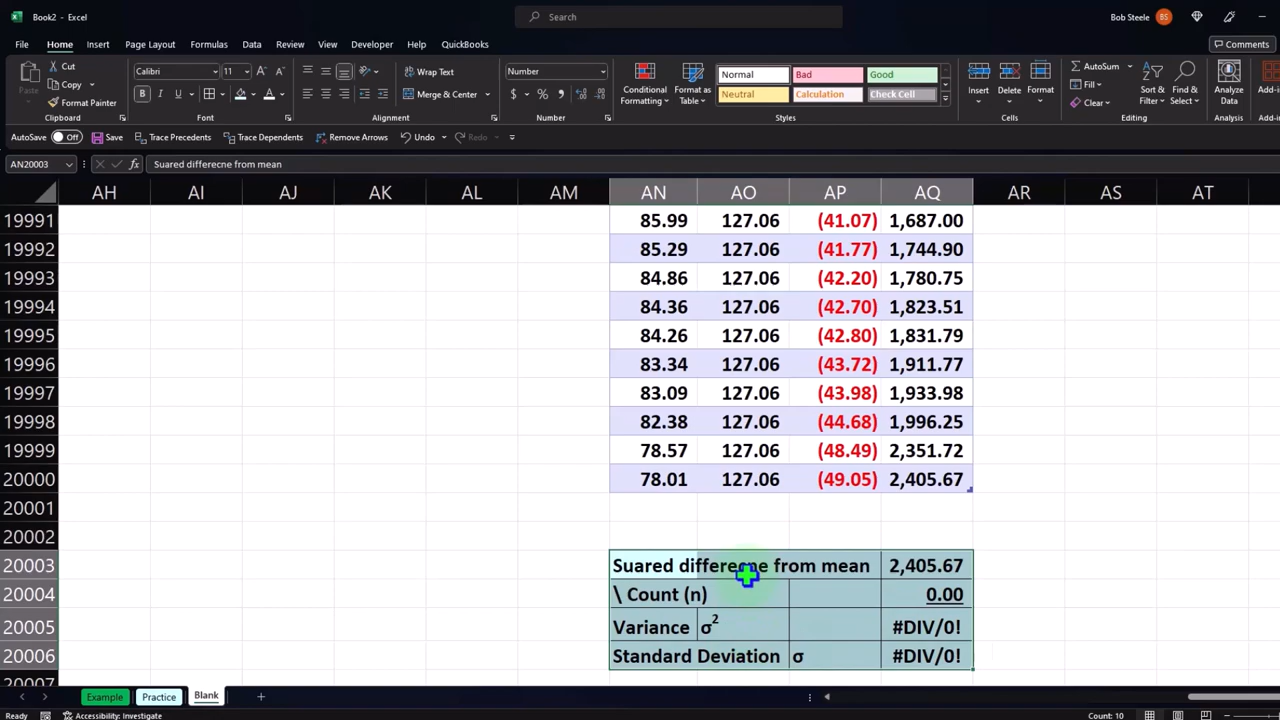 Book2 - Excel
Search
Bob Steele
BS
File Home Insert Page Layout Formulas Data Review View Developer Help QuickBooks
Comments
Paste
Cut
Copy
Format Painter
Clipboard
Calibri 11
B I U
Font
Wrap Text
Merge & Center
Alignment
Number
$ % ,
Number
Conditional Formatting
Format as Table
Normal Bad Good
Neutral Calculation Check Cell
Styles
Insert Delete Format
Cells
AutoSum
Fill
Clear
Sort & Filter
Find & Select
Editing
Analyze Data
Analysis
Add-in
Add-in
AutoSave Off Save Trace Precedents Trace Dependents Remove Arrows Undo Redo
AN20003 fx Suared differecne from mean
AH AI AJ AK AL AM AN AO AP AQ AR AS AT
19991 85.99 127.06 (41.07) 1,687.00
19992 85.29 127.06 (41.77) 1,744.90
19993 84.86 127.06 (42.20) 1,780.75
19994 84.36 127.06 (42.70) 1,823.51
19995 84.26 127.06 (42.80) 1,831.79
19996 83.34 127.06 (43.72) 1,911.77
19997 83.09 127.06 (43.98) 1,933.98
19998 82.38 127.06 (44.68) 1,996.25
19999 78.57 127.06 (48.49) 2,351.72
20000 78.01 127.06 (49.05) 2,405.67
20001
20002
20003 Suared differecne from mean 2,405.67
20004 \ Count (n) 0.00
20005 Variance σ² #DIV/0!
20006 Standard Deviation σ #DIV/0!
20007
Example Practice Blank
Ready Accessibility: Investigate Count: 10